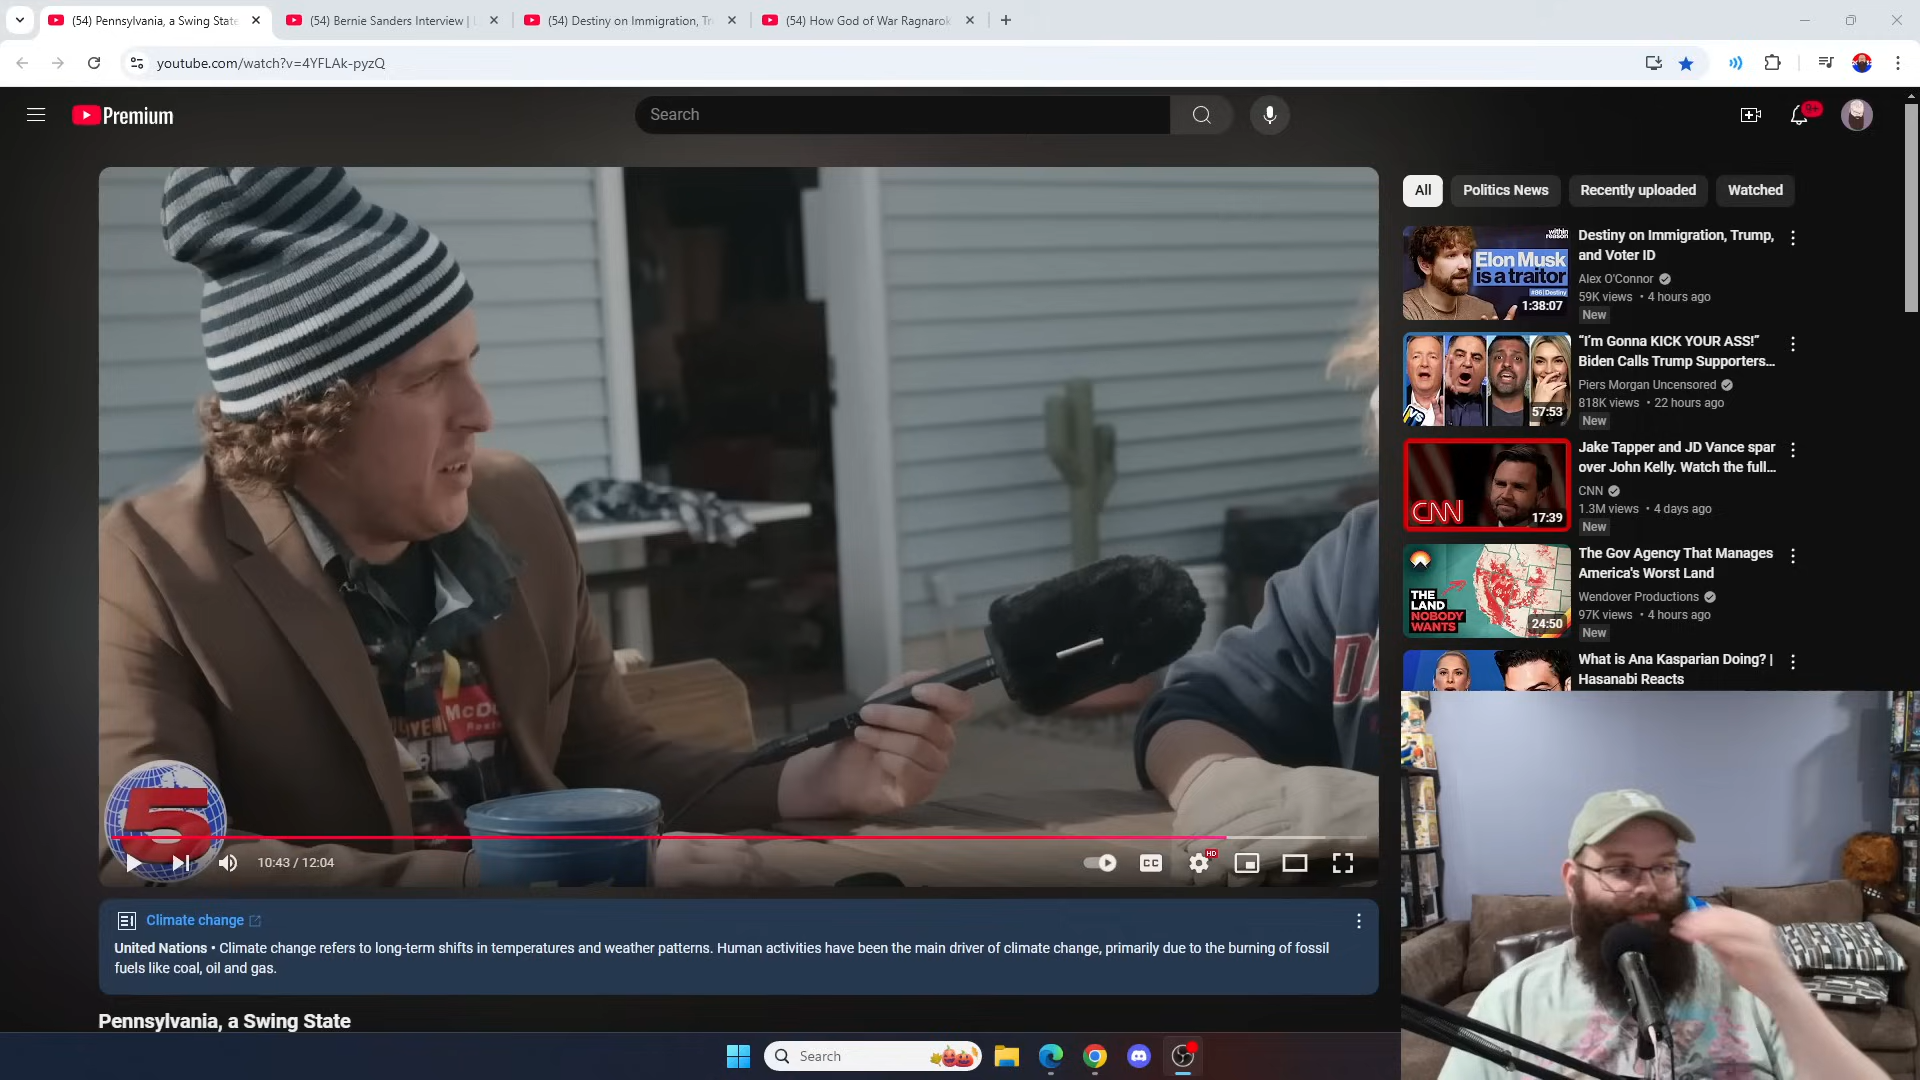 (54) Pennsylvania, a Swing State
(54) Bernie Sanders Interview |
(54) Destiny on Immigration, Tr
(54) How God of War Ragnarok
youtube.com/watch?v=4YFLAk-pyzQ
Premium
Search
9+
All
Politics News
Recently uploaded
Watched
within reason
Elon Musk
is a traitor
#86 | Destiny
1:38:07
Destiny on Immigration, Trump,
and Voter ID
Alex O'Connor
59K views • 4 hours ago
New
VS
57:53
“I’m Gonna KICK YOUR ASS!”
Biden Calls Trump Supporters...
Piers Morgan Uncensored
818K views • 22 hours ago
New
CNN
17:39
Jake Tapper and JD Vance spar
over John Kelly. Watch the full...
CNN
1.3M views • 4 days ago
New
THE
LAND
NOBODY
WANTS
24:50
The Gov Agency That Manages
America's Worst Land
Wendover Productions
97K views • 4 hours ago
New
What is Ana Kasparian Doing? |
Hasanabi Reacts
5
10:43 / 12:04
CC
HD
Climate change
United Nations • Climate change refers to long-term shifts in temperatures and weather patterns. Human activities have been the main driver of climate change, primarily due to the burning of fossil
fuels like coal, oil and gas.
Pennsylvania, a Swing State
Search